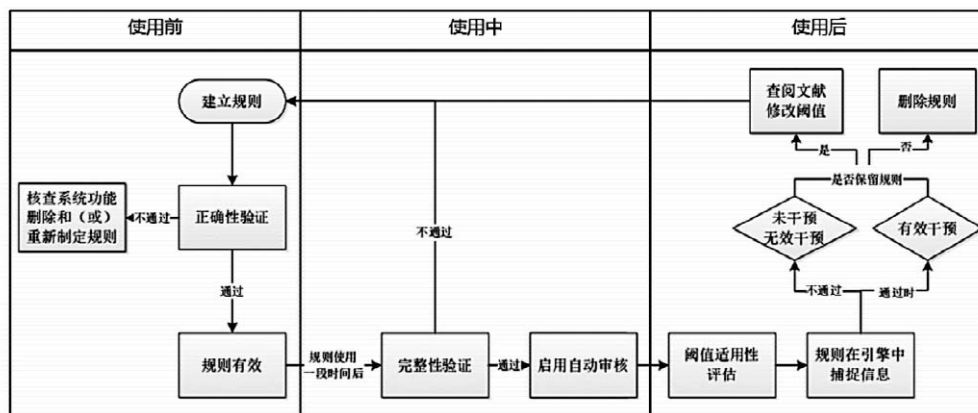 使用前
使用中
使用后
建立规则
查阅文献
修改阈值
删除规则
是
否
是否保留规则
核查系统功能
删除和（或）
重新制定规则
不通过
正确性验证
不通过
未干预
无效干预
有效干预
通过
不通过
通过时
规则有效
规则使用
一段时间后
完整性验证
通过
启用自动审核
阈值适用性
评估
规则在引擎中
捕捉信息